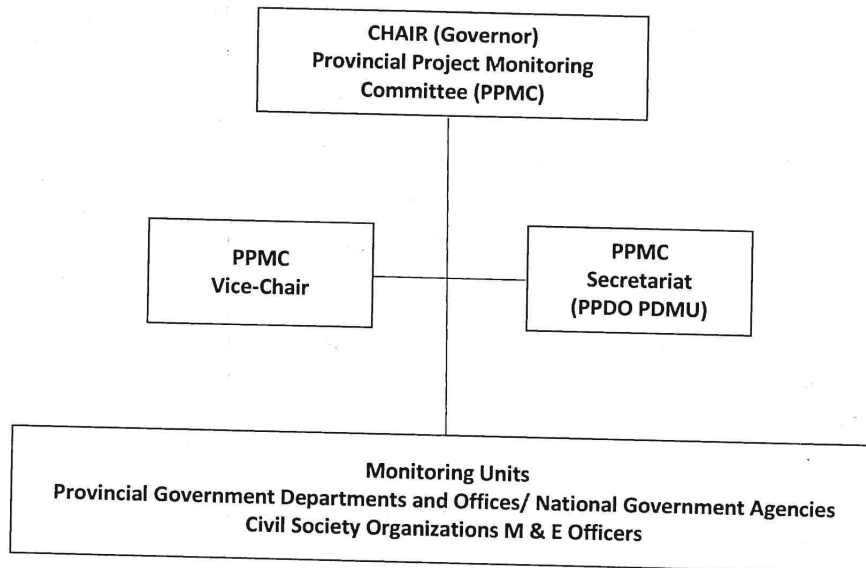 CHAIR (Governor)
Provincial Project Monitoring
Committee (PPMC)
PPMC
Vice-Chair
PPMC
Secretariat
(PPDO PDMU)
Monitoring Units
Provincial Government Departments and Offices/ National Government Agencies
Civil Society Organizations M & E Officers